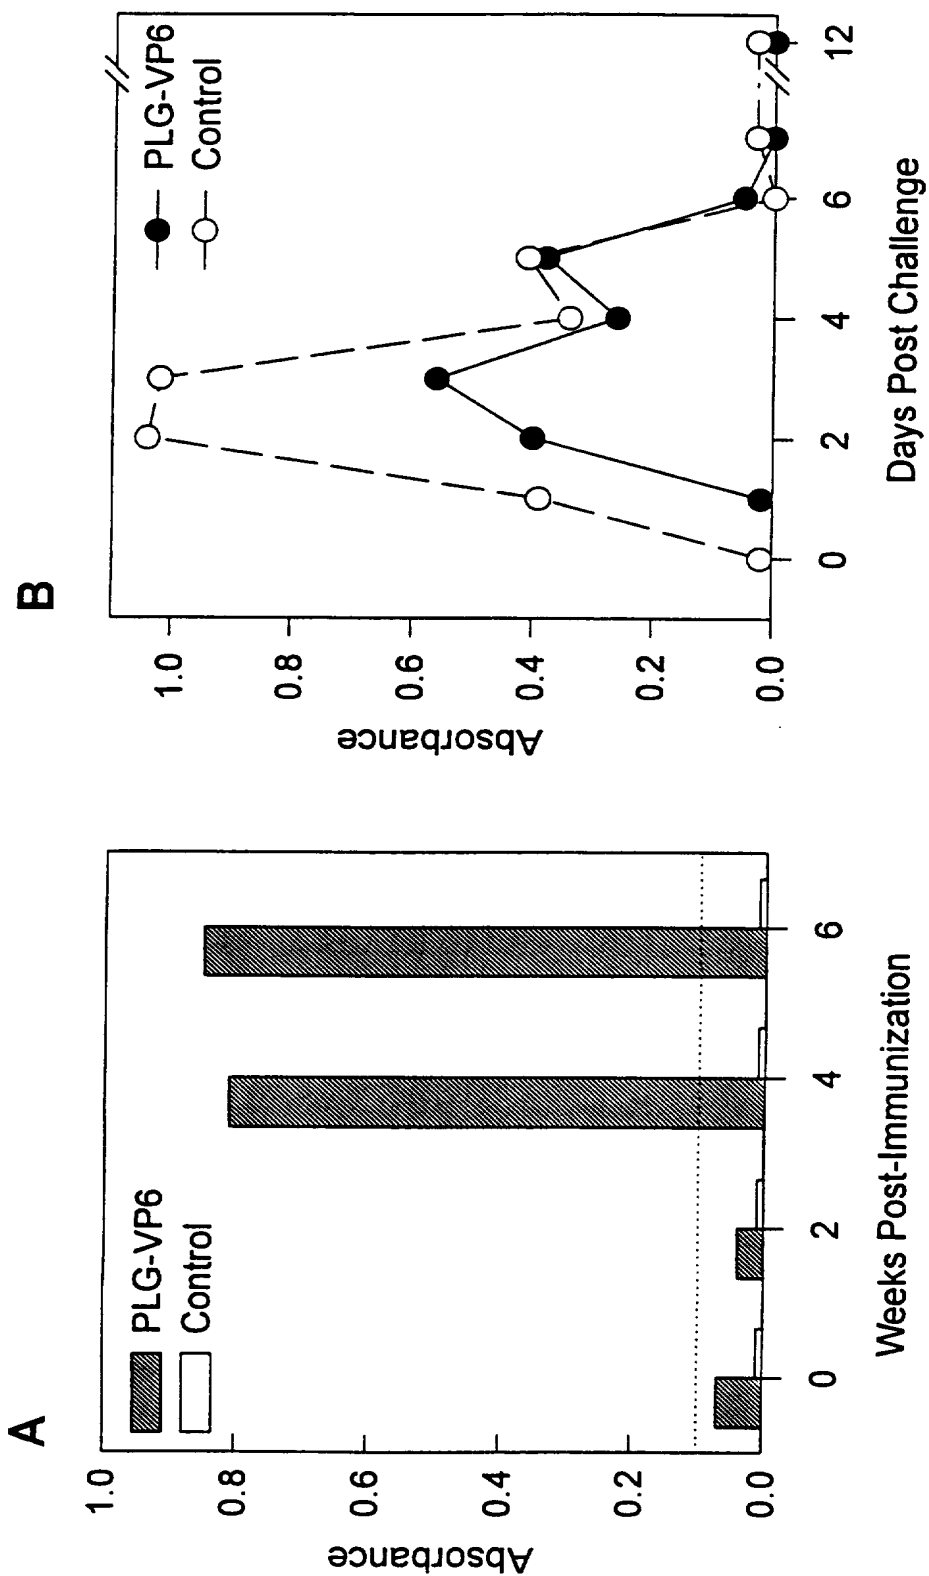 A
PLG-VP6
Control
Absorbance
1.0
0.8
0.6
0.4
0.2
0.0
0 2 4 6
Weeks Post-Immunization
B
PLG-VP6
Control
Absorbance
1.0
0.8
0.6
0.4
0.2
0.0
0 2 4 6 12
Days Post Challenge